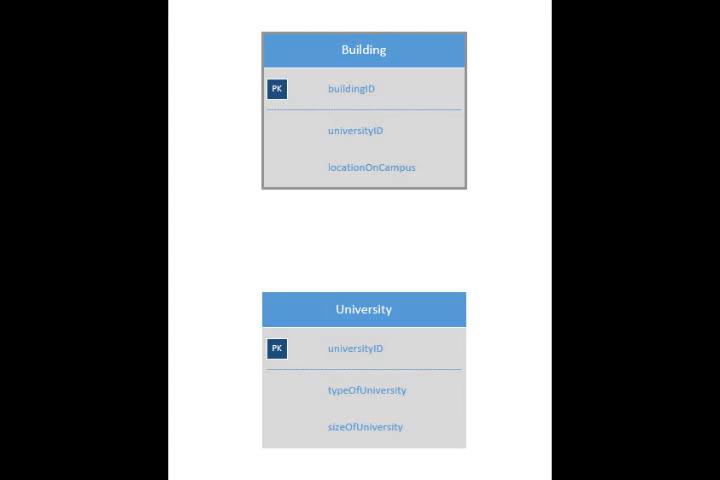 Building
PK buildingID
universityID
locationOnCampus
University
PK universityID
typeOfUniversity
sizeOfUniversity